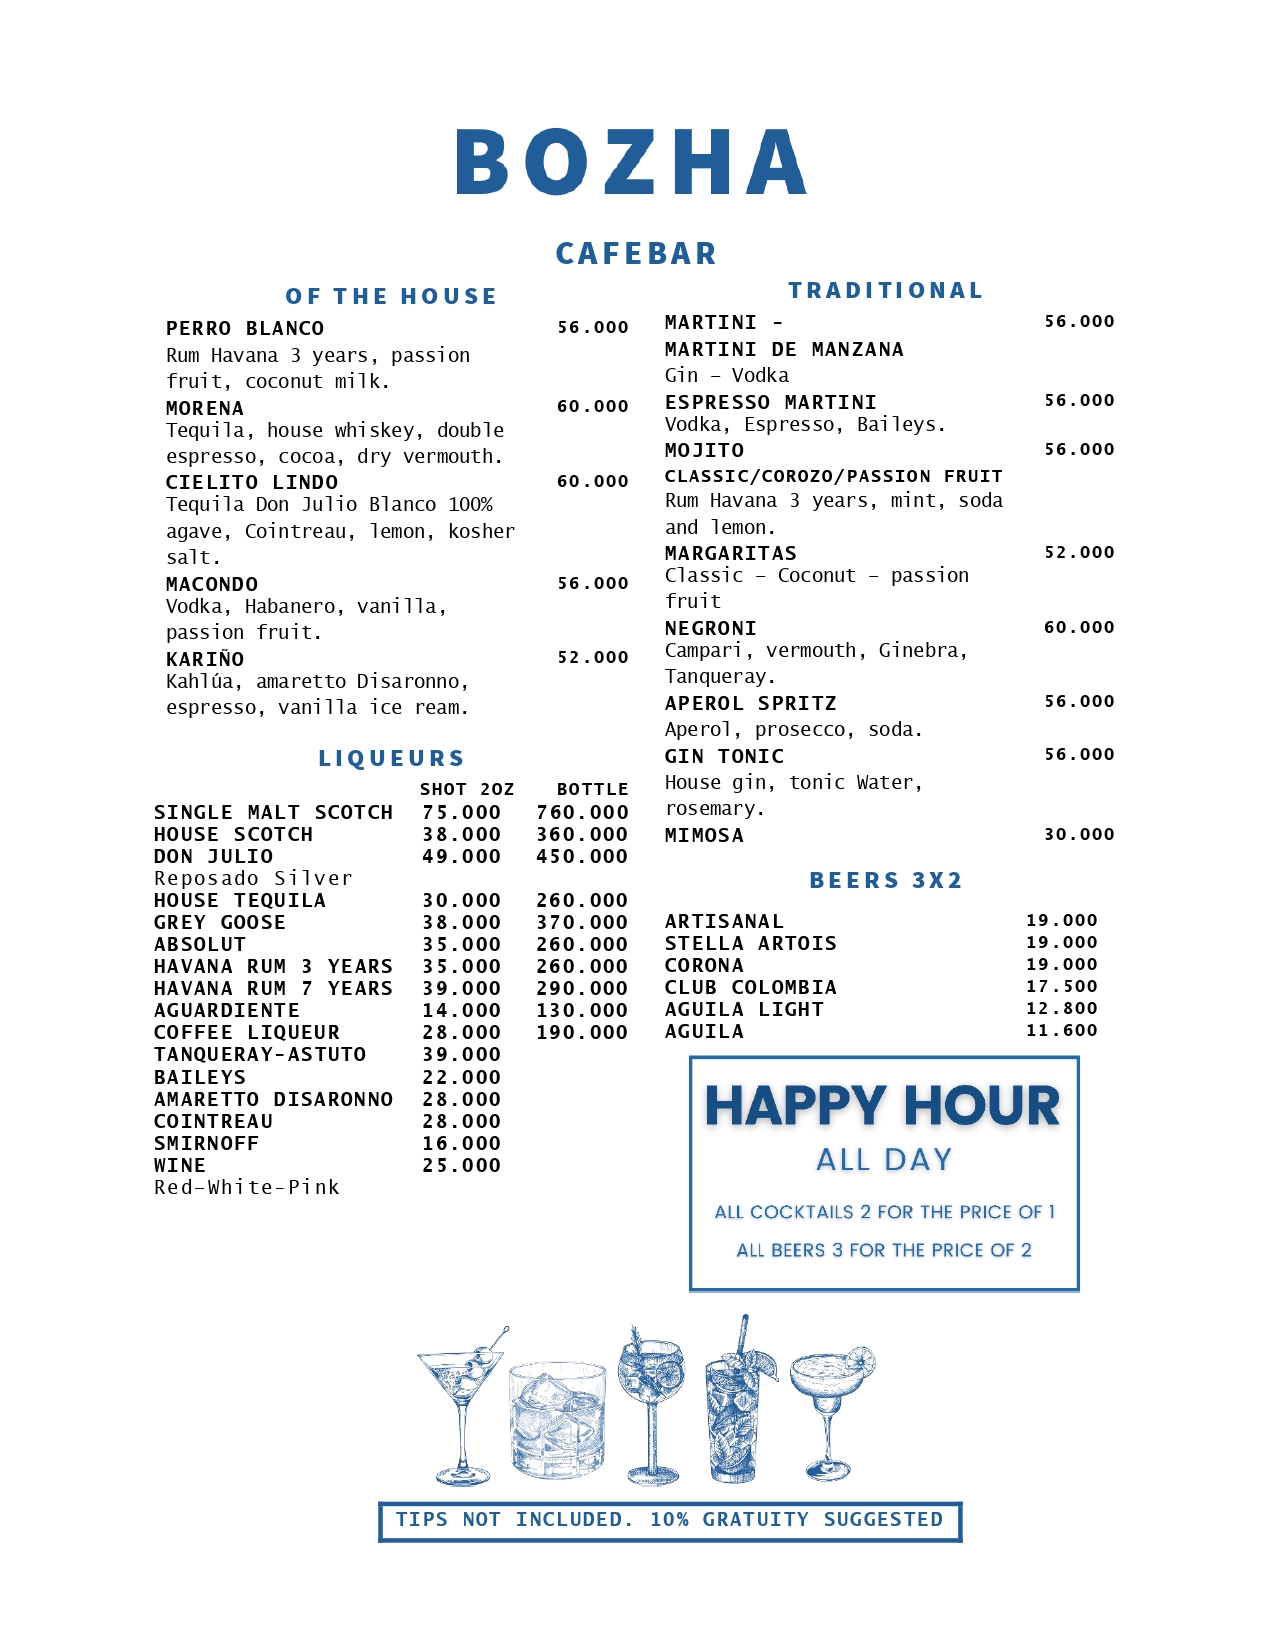 BOZHA
CAFEBAR
OF THE HOUSE
PERRO BLANCO 56.000
Rum Havana 3 years, passion
fruit, coconut milk.
MORENA 60.000
Tequila, house whiskey, double
espresso, cocoa, dry vermouth.
CIELITO LINDO 60.000
Tequila Don Julio Blanco 100%
agave, Cointreau, lemon, kosher
salt.
MACONDO 56.000
Vodka, Habanero, vanilla,
passion fruit.
KARIÑO 52.000
Kahlúa, amaretto Disaronno,
espresso, vanilla ice ream.
LIQUEURS
SHOT 2OZ BOTTLE
SINGLE MALT SCOTCH 75.000 760.000
HOUSE SCOTCH 38.000 360.000
DON JULIO 49.000 450.000
Reposado Silver
HOUSE TEQUILA 30.000 260.000
GREY GOOSE 38.000 370.000
ABSOLUT 35.000 260.000
HAVANA RUM 3 YEARS 35.000 260.000
HAVANA RUM 7 YEARS 39.000 290.000
AGUARDIENTE 14.000 130.000
COFFEE LIQUEUR 28.000 190.000
TANQUERAY-ASTUTO 39.000
BAILEYS 22.000
AMARETTO DISARONNO 28.000
COINTREAU 28.000
SMIRNOFF 16.000
WINE 25.000
Red–White-Pink
TRADITIONAL
MARTINI - 56.000
MARTINI DE MANZANA
Gin – Vodka
ESPRESSO MARTINI 56.000
Vodka, Espresso, Baileys.
MOJITO 56.000
CLASSIC/COROZO/PASSION FRUIT
Rum Havana 3 years, mint, soda
and lemon.
MARGARITAS 52.000
Classic – Coconut – passion
fruit
NEGRONI 60.000
Campari, vermouth, Ginebra,
Tanqueray.
APEROL SPRITZ 56.000
Aperol, prosecco, soda.
GIN TONIC 56.000
House gin, tonic Water,
rosemary.
MIMOSA 30.000
BEERS 3X2
ARTISANAL 19.000
STELLA ARTOIS 19.000
CORONA 19.000
CLUB COLOMBIA 17.500
AGUILA LIGHT 12.800
AGUILA 11.600
HAPPY HOUR
ALL DAY
ALL COCKTAILS 2 FOR THE PRICE OF 1
ALL BEERS 3 FOR THE PRICE OF 2
TIPS NOT INCLUDED. 10% GRATUITY SUGGESTED